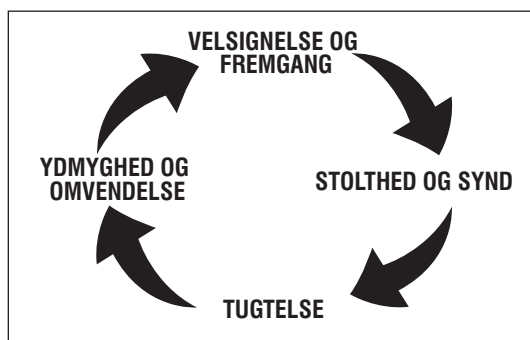 VELSIGNELSE OG
FREMGANG
STOLTHED OG SYND
TUGTELSE
YDMYGHED OG
OMVENDELSE